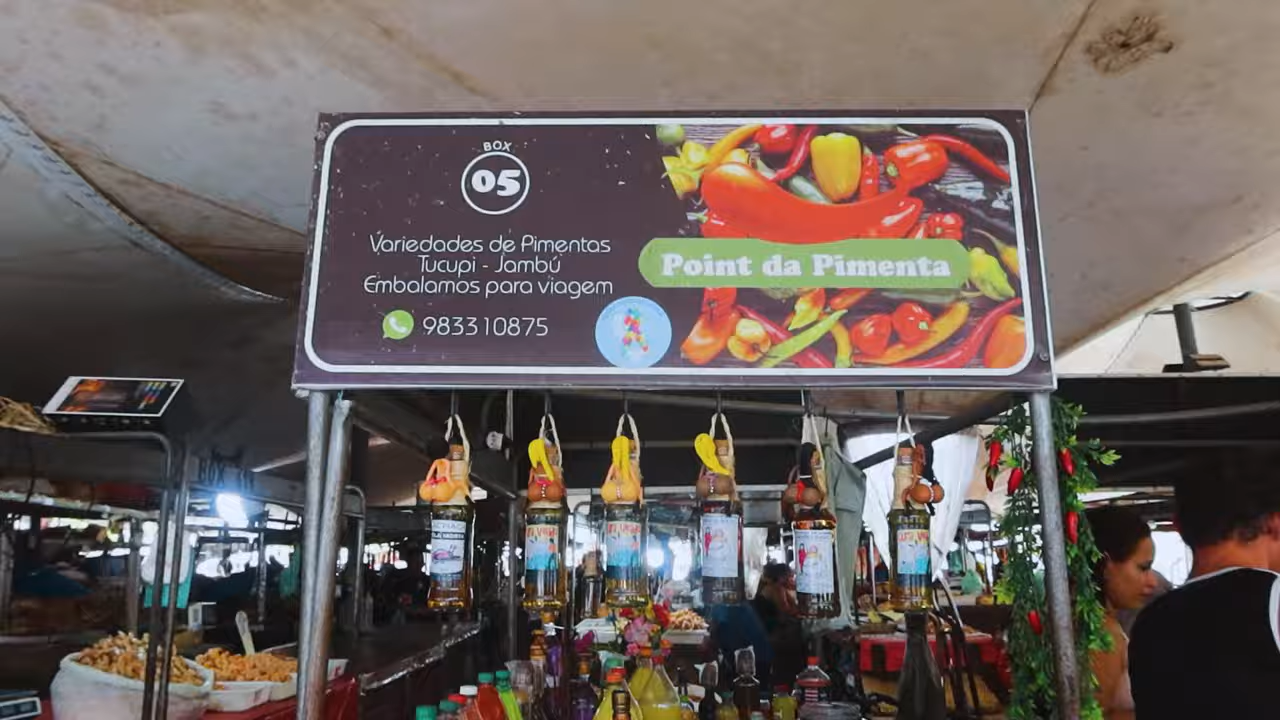 BOX
05
Variedades de Pimentas
Tucupi - Jambú
Embalamos para viagem
983310875
Point da Pimenta